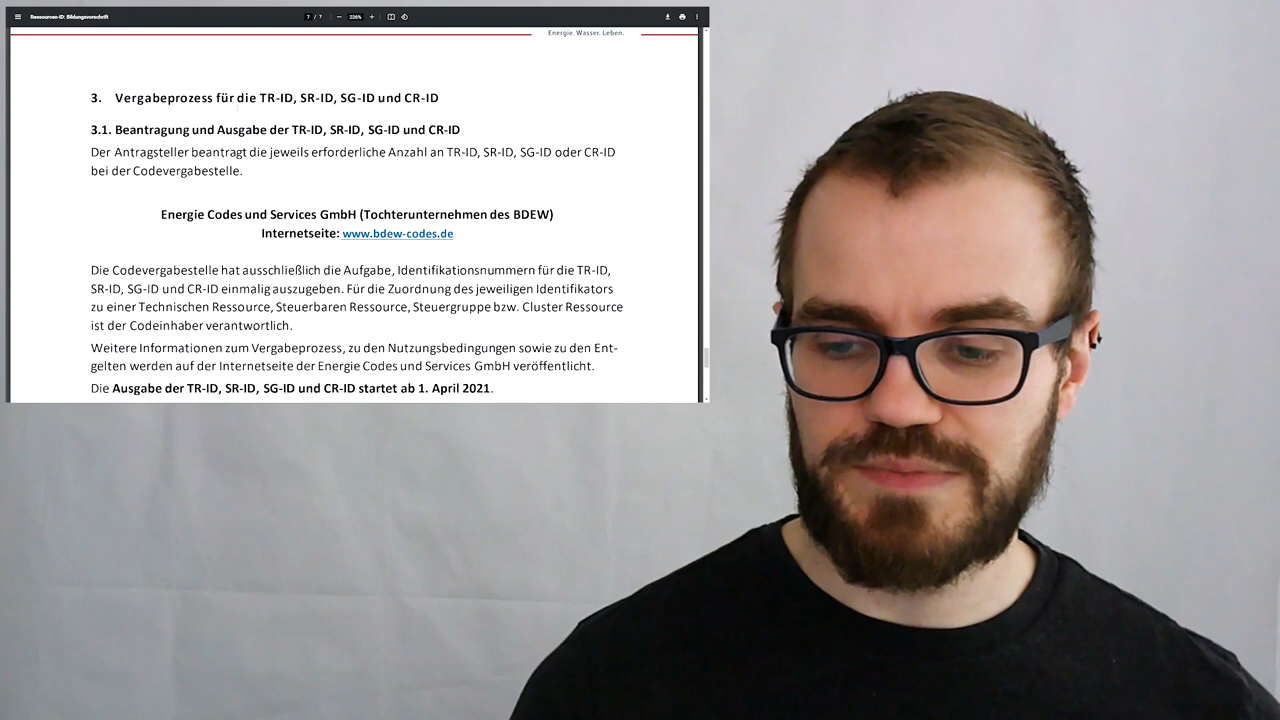 Ressourcen-ID: Bildungsvorschrift
7 / 7
236%
Energie. Wasser. Leben.
3. Vergabeprozess für die TR-ID, SR-ID, SG-ID und CR-ID
3.1. Beantragung und Ausgabe der TR-ID, SR-ID, SG-ID und CR-ID
Der Antragsteller beantragt die jeweils erforderliche Anzahl an TR-ID, SR-ID, SG-ID oder CR-ID
bei der Codevergabestelle.
Energie Codes und Services GmbH (Tochterunternehmen des BDEW)
Internetseite: www.bdew-codes.de
Die Codevergabestelle hat ausschließlich die Aufgabe, Identifikationsnummern für die TR-ID,
SR-ID, SG-ID und CR-ID einmalig auszugeben. Für die Zuordnung des jeweiligen Identifikators
zu einer Technischen Ressource, Steuerbaren Ressource, Steuergruppe bzw. Cluster Ressource
ist der Codeinhaber verantwortlich.
Weitere Informationen zum Vergabeprozess, zu den Nutzungsbedingungen sowie zu den Ent-
gelten werden auf der Internetseite der Energie Codes und Services GmbH veröffentlicht.
Die Ausgabe der TR-ID, SR-ID, SG-ID und CR-ID startet ab 1. April 2021.